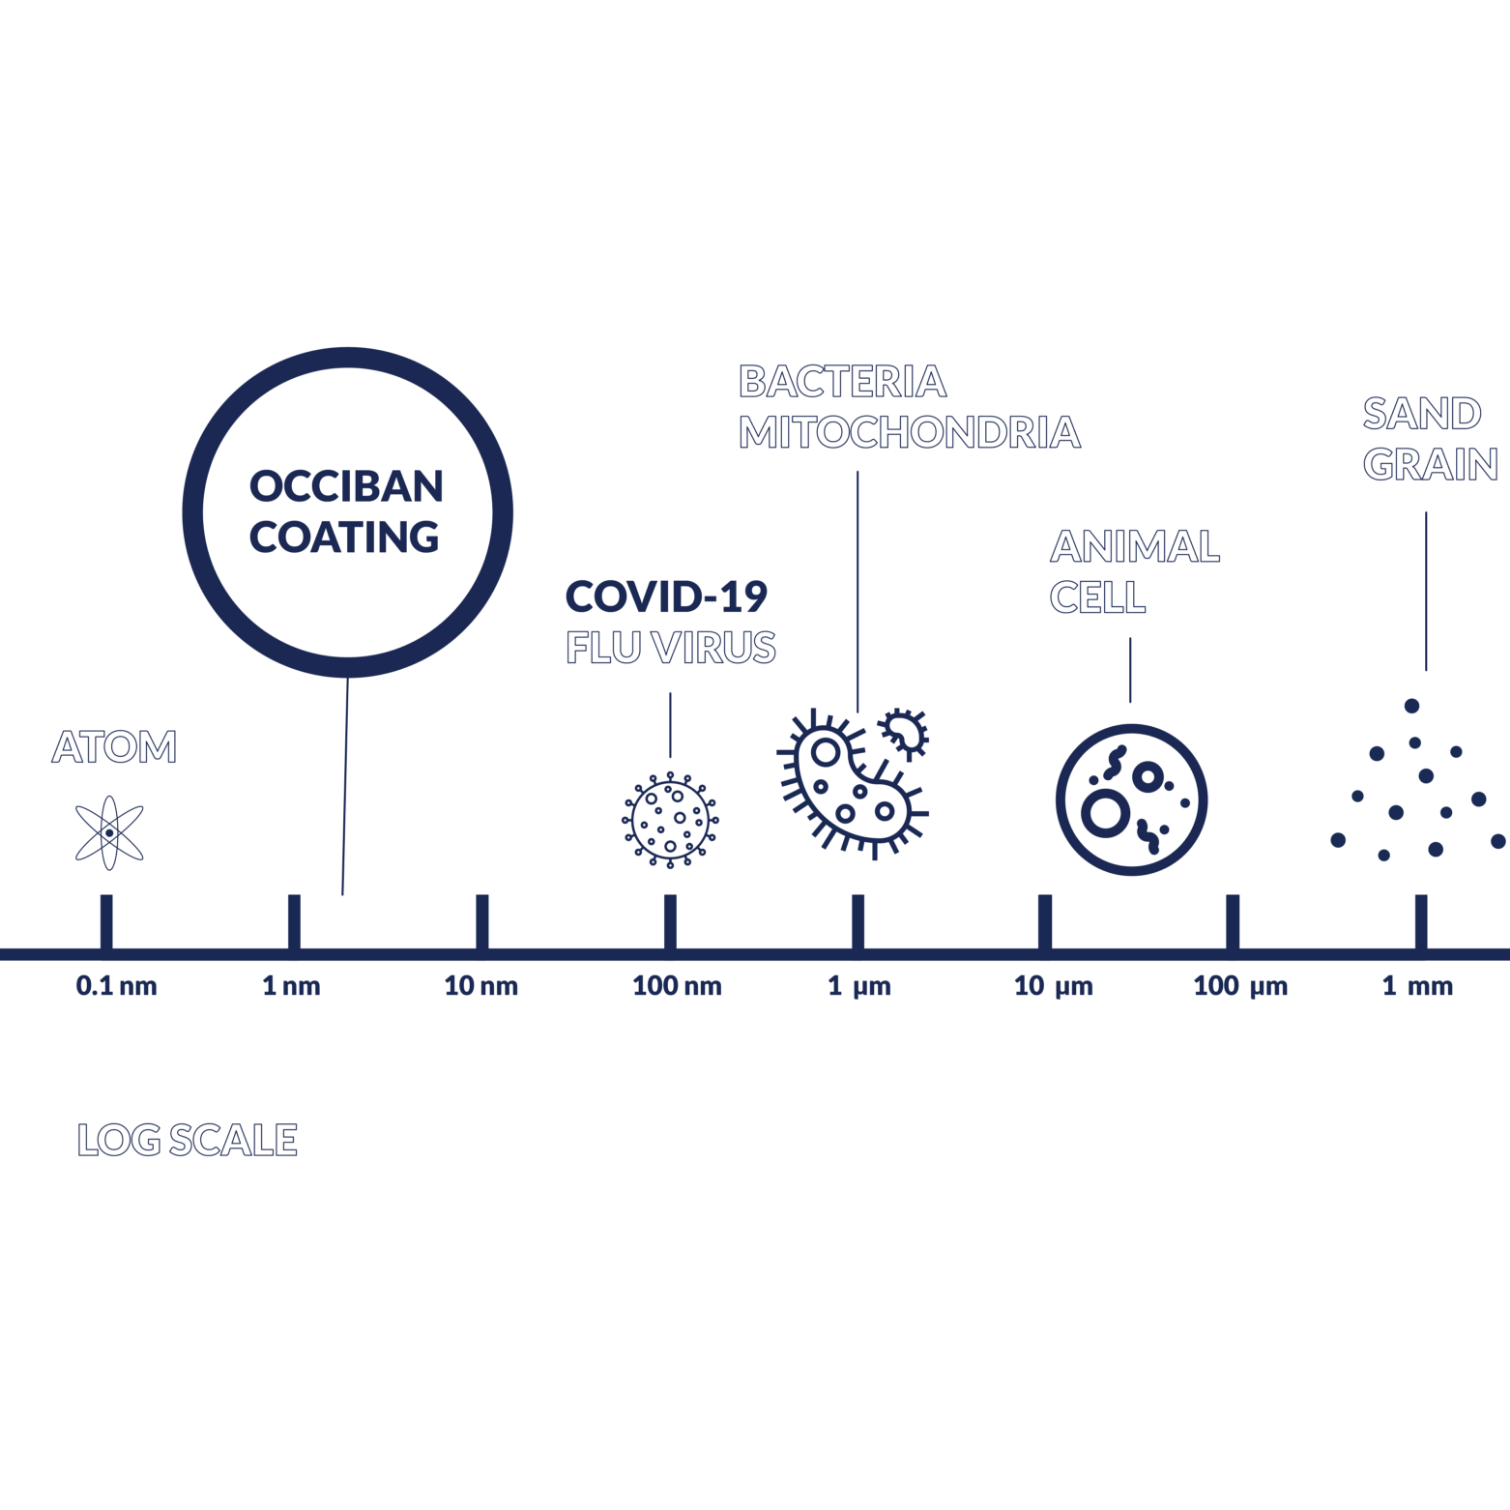 BACTERIA
MITOCHONDRIA
SAND
GRAIN
OCCIBAN
COATING
ANIMAL
CELL
COVID-19
FLU VIRUS
ATOM
0.1 nm
1 nm
10 nm
100 nm
1 µm
10 µm
100 µm
1 mm
LOG SCALE